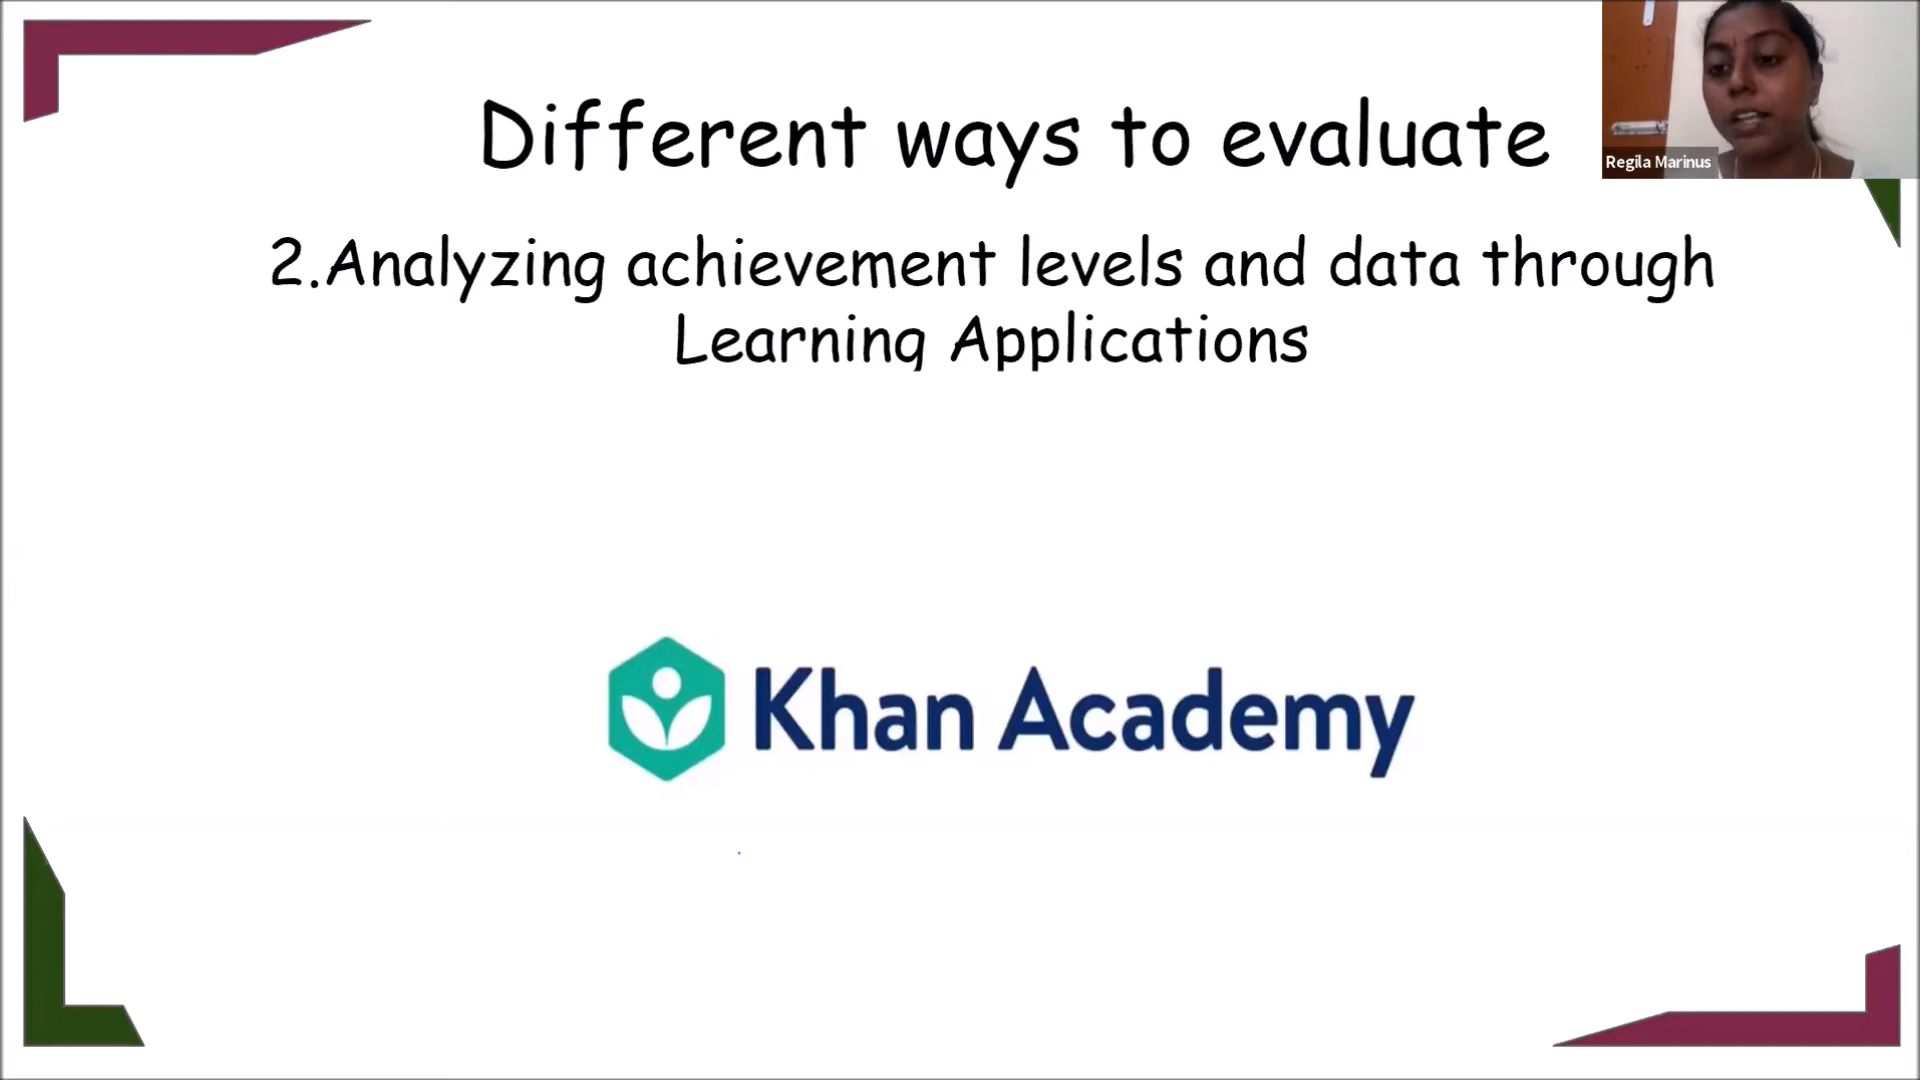 Different ways to evaluate
Regila Marinus
2.Analyzing achievement levels and data through
Learning Applications
Khan Academy